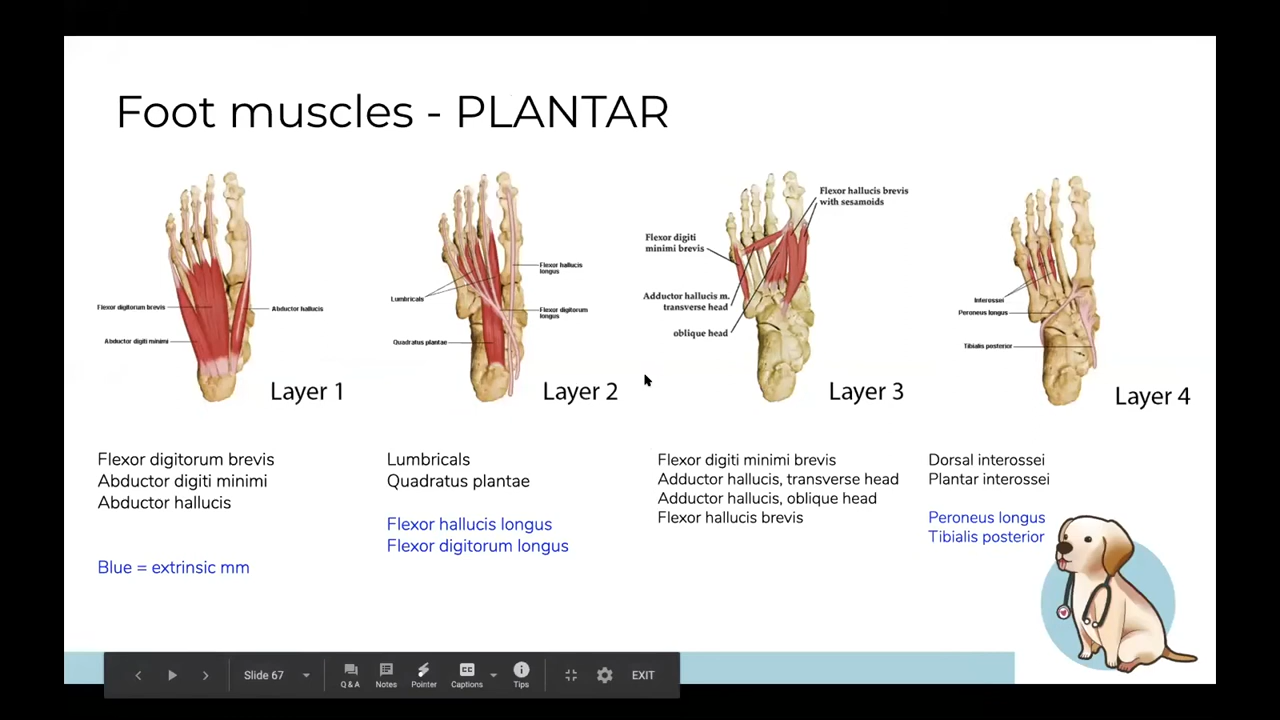 Foot muscles - PLANTAR
Flexor digitorum brevis
Abductor digiti minimi
Abductor hallucis
Layer 1
Lumbricals
Quadratus plantae
Flexor hallucis
longus
Flexor digitorum
longus
Layer 2
Flexor hallucis brevis
with sesamoids
Flexor digiti
minimi brevis
Adductor hallucis m.
transverse head
oblique head
Layer 3
Interossei
Peroneus longus
Tibialis posterior
Layer 4
Flexor digitorum brevis
Abductor digiti minimi
Abductor hallucis
Blue = extrinsic mm
Lumbricals
Quadratus plantae
Flexor hallucis longus
Flexor digitorum longus
Flexor digiti minimi brevis
Adductor hallucis, transverse head
Adductor hallucis, oblique head
Flexor hallucis brevis
Dorsal interossei
Plantar interossei
Peroneus longus
Tibialis posterior
Slide 67
Q & A
Notes
Pointer
CC
Captions
Tips
EXIT